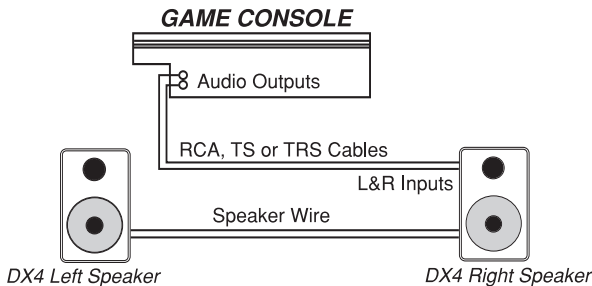 GAME CONSOLE
Audio Outputs
RCA, TS or TRS Cables
L&R Inputs
Speaker Wire
DX4 Left Speaker
DX4 Right Speaker